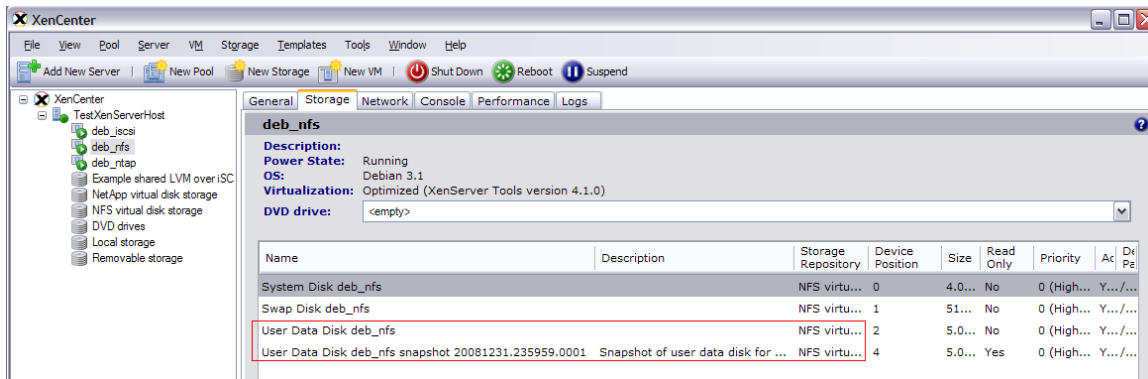 XenCenter
File View Pool Server VM Storage Templates Tools Window Help
Add New Server New Pool New Storage New VM Shut Down Reboot Suspend
XenCenter
TestXenServerHost
deb_iscsi
deb_nfs
deb_ntap
Example shared LVM over iSC
NetApp virtual disk storage
NFS virtual disk storage
DVD drives
Local storage
Removable storage
General Storage Network Console Performance Logs
deb_nfs
Description:
Power State: Running
OS: Debian 3.1
Virtualization: Optimized (XenServer Tools version 4.1.0)
DVD drive: <empty>
Name Description Storage Repository Device Position Size Read Only Priority Ac De Pa
System Disk deb_nfs NFS virtu... 0 4.0... No 0 (High... Y.../...
Swap Disk deb_nfs NFS virtu... 1 51... No 0 (High... Y.../...
User Data Disk deb_nfs NFS virtu... 2 5.0... No 0 (High... Y.../...
User Data Disk deb_nfs snapshot 20081231.235959.0001 Snapshot of user data disk for ... NFS virtu... 4 5.0... Yes 0 (High... Y.../...